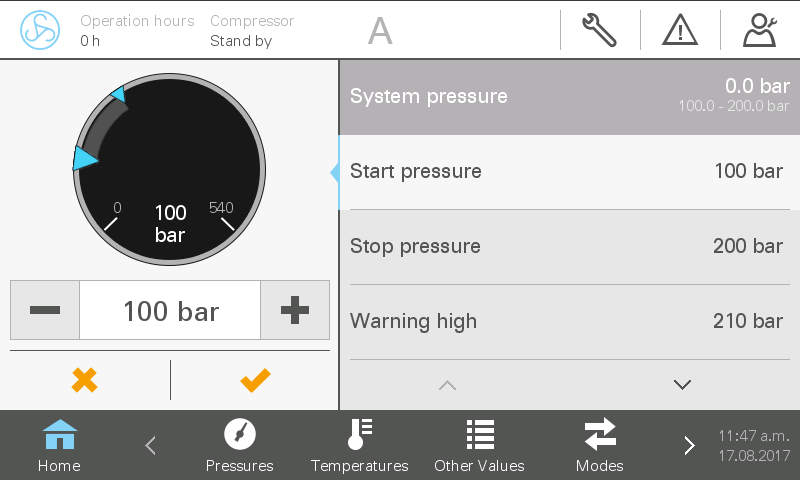 Operation hours
0 h
Compressor
Stand by
A
0
540
100
bar
100 bar
System pressure
0.0 bar
100.0 - 200.0 bar
Start pressure
100 bar
Stop pressure
200 bar
Warning high
210 bar
Home
Pressures
Temperatures
Other Values
Modes
11:47 a.m.
17.08.2017